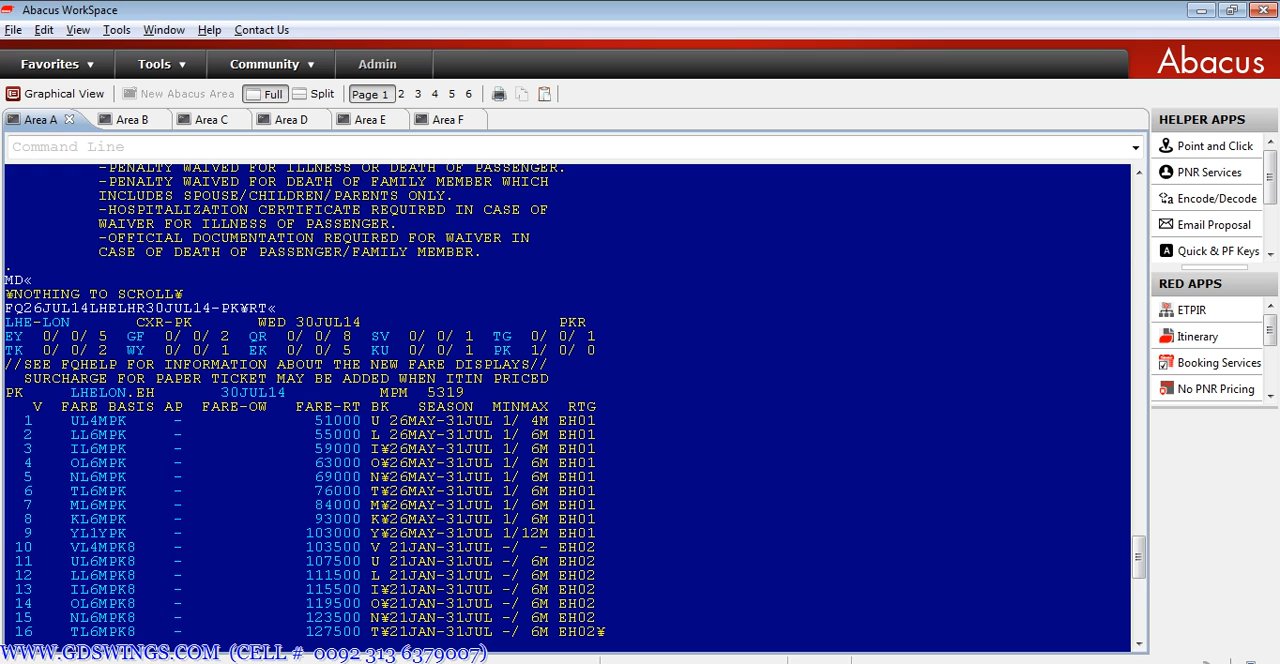 Abacus WorkSpace
File Edit View Tools Window Help Contact Us
Favorites ▼ Tools ▼ Community ▼ Admin Abacus
Graphical View New Abacus Area Full Split Page 1 2 3 4 5 6
Area A Area B Area C Area D Area E Area F
Command Line
-PENALTY WAIVED FOR ILLNESS OR DEATH OF PASSENGER.
-PENALTY WAIVED FOR DEATH OF FAMILY MEMBER WHICH
INCLUDES SPOUSE/CHILDREN/PARENTS ONLY.
-HOSPITALIZATION CERTIFICATE REQUIRED IN CASE OF
WAIVER FOR ILLNESS OF PASSENGER.
-OFFICIAL DOCUMENTATION REQUIRED FOR WAIVER IN
CASE OF DEATH OF PASSENGER/FAMILY MEMBER.
.
MD«
¥NOTHING TO SCROLL¥
FQ26JUL14LHELHR30JUL14-PK¥RT«
LHE-LON CXR-PK WED 30JUL14 PKR
EY 0/ 0/ 5 GF 0/ 0/ 2 QR 0/ 0/ 8 SV 0/ 0/ 1 TG 0/ 0/ 1
TK 0/ 0/ 2 WY 0/ 0/ 1 EK 0/ 0/ 5 KU 0/ 0/ 1 PK 1/ 0/ 0
//SEE FQHELP FOR INFORMATION ABOUT THE NEW FARE DISPLAYS//
SURCHARGE FOR PAPER TICKET MAY BE ADDED WHEN ITIN PRICED
PK LHELON.EH 30JUL14 MPM 5319
V FARE BASIS AP FARE-OW FARE-RT BK SEASON MINMAX RTG
1 UL4MPK - 51000 U 26MAY-31JUL 1/ 4M EH01
2 LL6MPK - 55000 L 26MAY-31JUL 1/ 6M EH01
3 IL6MPK - 59000 I¥26MAY-31JUL 1/ 6M EH01
4 OL6MPK - 63000 O¥26MAY-31JUL 1/ 6M EH01
5 NL6MPK - 69000 N¥26MAY-31JUL 1/ 6M EH01
6 TL6MPK - 76000 T¥26MAY-31JUL 1/ 6M EH01
7 ML6MPK - 84000 M¥26MAY-31JUL 1/ 6M EH01
8 KL6MPK - 93000 K¥26MAY-31JUL 1/ 6M EH01
9 YL1YPK - 103000 Y¥26MAY-31JUL 1/12M EH01
10 VL4MPK8 - 103500 V 21JAN-31JUL -/ - EH02
11 UL6MPK8 - 107500 U 21JAN-31JUL -/ 6M EH02
12 LL6MPK8 - 111500 L 21JAN-31JUL -/ 6M EH02
13 IL6MPK8 - 115500 I¥21JAN-31JUL -/ 6M EH02
14 OL6MPK8 - 119500 O¥21JAN-31JUL -/ 6M EH02
15 NL6MPK8 - 123500 N¥21JAN-31JUL -/ 6M EH02
16 TL6MPK8 - 127500 T¥21JAN-31JUL -/ 6M EH02¥
WWW.GDSWINGS.COM (CELL # 0092 313 6379007)
HELPER APPS
Point and Click
PNR Services
Encode/Decode
Email Proposal
Quick & PF Keys
RED APPS
ETPIR
Itinerary
Booking Services
No PNR Pricing